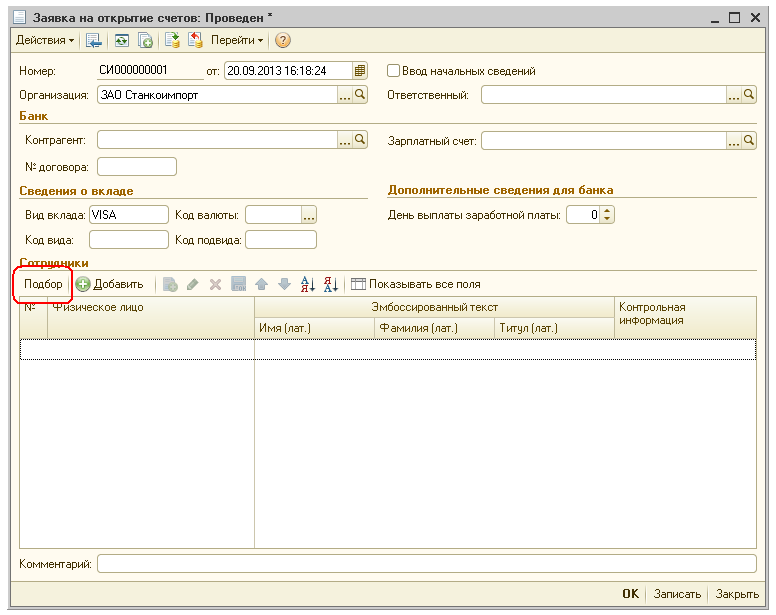 Заявка на открытие счетов: Проведен *
Действия Перейти ?
Номер: СИ000000001 от: 20.09.2013 16:18:24 Ввод начальных сведений
Организация: ЗАО Станкоимпорт ... Ответственный: ...
Банк
Контрагент: ... Зарплатный счет: ...
№ договора:
Сведения о вкладе Дополнительные сведения для банка
Вид вклада: VISA Код валюты: ... День выплаты заработной платы: 0
Код вида: Код подвида:
Сотрудники
Подбор Добавить Показывать все поля
№ Физическое лицо Эмбоссированный текст Контрольная информация
Имя (лат.) Фамилия (лат.) Титул (лат.)
Комментарий:
OK Записать Закрыть